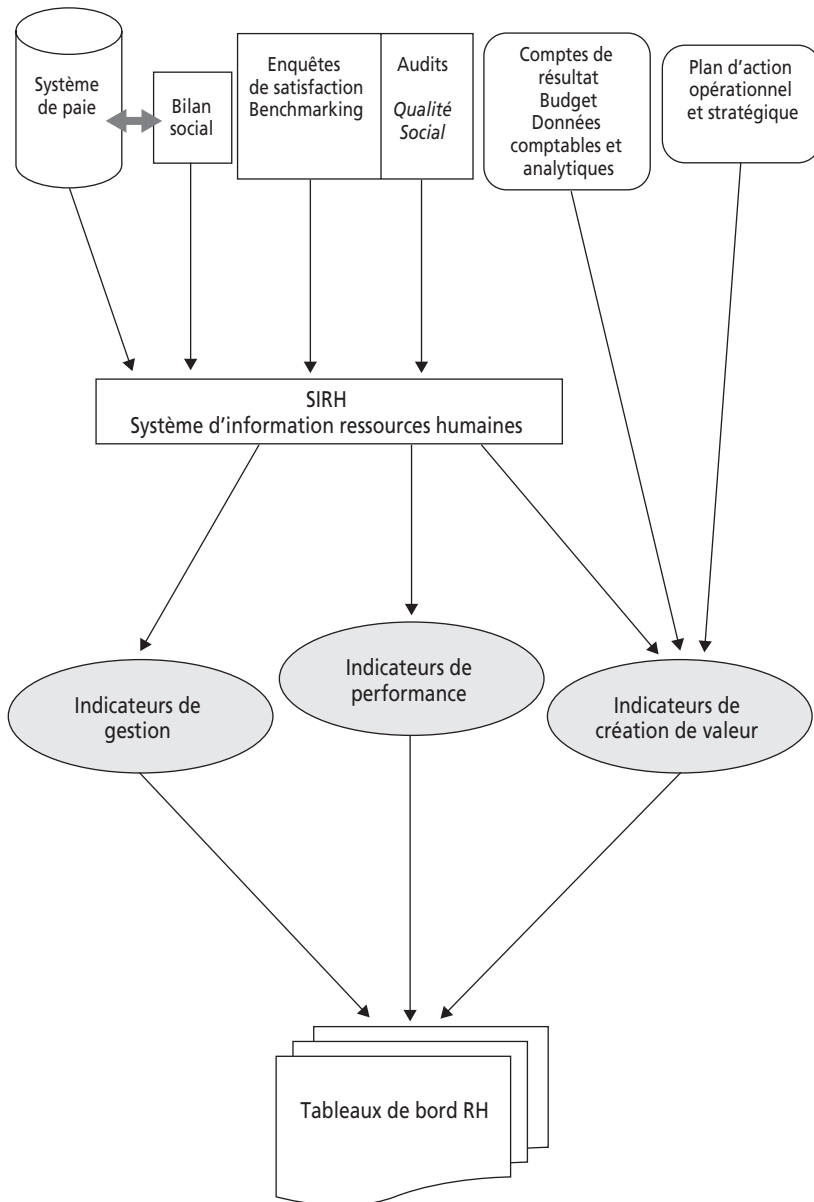 Système
de paie
Bilan
social
Enquêtes
de satisfaction
Benchmarking
Audits
Qualité
Social
Comptes de
résultat
Budget
Données
comptables et
analytiques
Plan d'action
opérationnel
et stratégique
SIRH
Système d'information ressources humaines
Indicateurs de
gestion
Indicateurs de
performance
Indicateurs de
création de valeur
Tableaux de bord RH